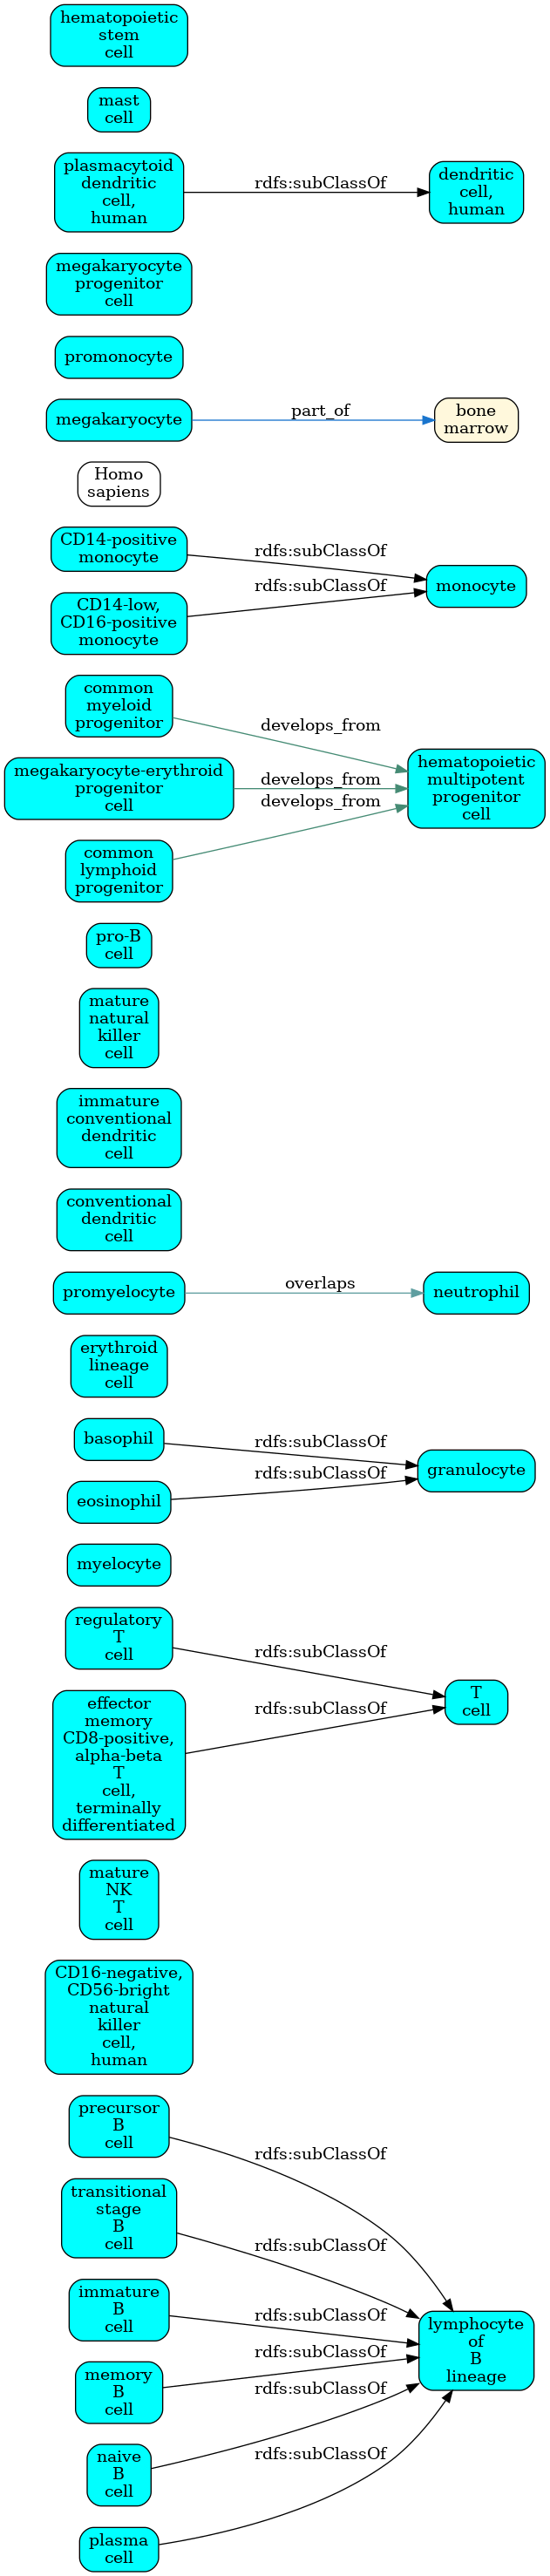 hematopoietic
stem
cell
mast
cell
plasmacytoid
dendritic
cell,
human
rdfs:subClassOf
dendritic
cell,
human
megakaryocyte
progenitor
cell
promonocyte
megakaryocyte
part_of
bone
marrow
Homo
sapiens
CD14-positive
monocyte
rdfs:subClassOf
CD14-low,
CD16-positive
monocyte
rdfs:subClassOf
monocyte
common
myeloid
progenitor
develops_from
megakaryocyte-erythroid
progenitor
cell
develops_from
common
lymphoid
progenitor
develops_from
hematopoietic
multipotent
progenitor
cell
pro-B
cell
mature
natural
killer
cell
immature
conventional
dendritic
cell
conventional
dendritic
cell
promyelocyte
overlaps
neutrophil
erythroid
lineage
cell
basophil
rdfs:subClassOf
eosinophil
rdfs:subClassOf
granulocyte
myelocyte
regulatory
T
cell
rdfs:subClassOf
effector
memory
CD8-positive,
alpha-beta
T
cell,
terminally
differentiated
rdfs:subClassOf
T
cell
mature
NK
T
cell
CD16-negative,
CD56-bright
natural
killer
cell,
human
precursor
B
cell
rdfs:subClassOf
transitional
stage
B
cell
rdfs:subClassOf
immature
B
cell
rdfs:subClassOf
memory
B
cell
rdfs:subClassOf
naive
B
cell
rdfs:subClassOf
plasma
cell
rdfs:subClassOf
lymphocyte
of
B
lineage